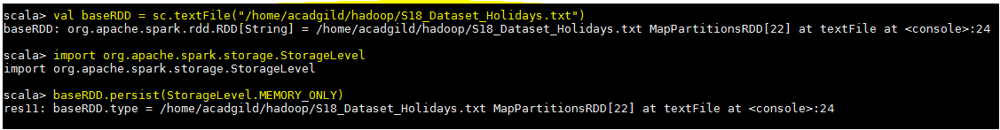 scala> val baseRDD = sc.textFile("/home/acadgild/hadoop/S18_Dataset_Holidays.txt")
baseRDD: org.apache.spark.rdd.RDD[String] = /home/acadgild/hadoop/S18_Dataset_Holidays.txt MapPartitionsRDD[22] at textFile at <console>:24
scala> import org.apache.spark.storage.StorageLevel
import org.apache.spark.storage.StorageLevel
scala> baseRDD.persist(StorageLevel.MEMORY_ONLY)
res11: baseRDD.type = /home/acadgild/hadoop/S18_Dataset_Holidays.txt MapPartitionsRDD[22] at textFile at <console>:24